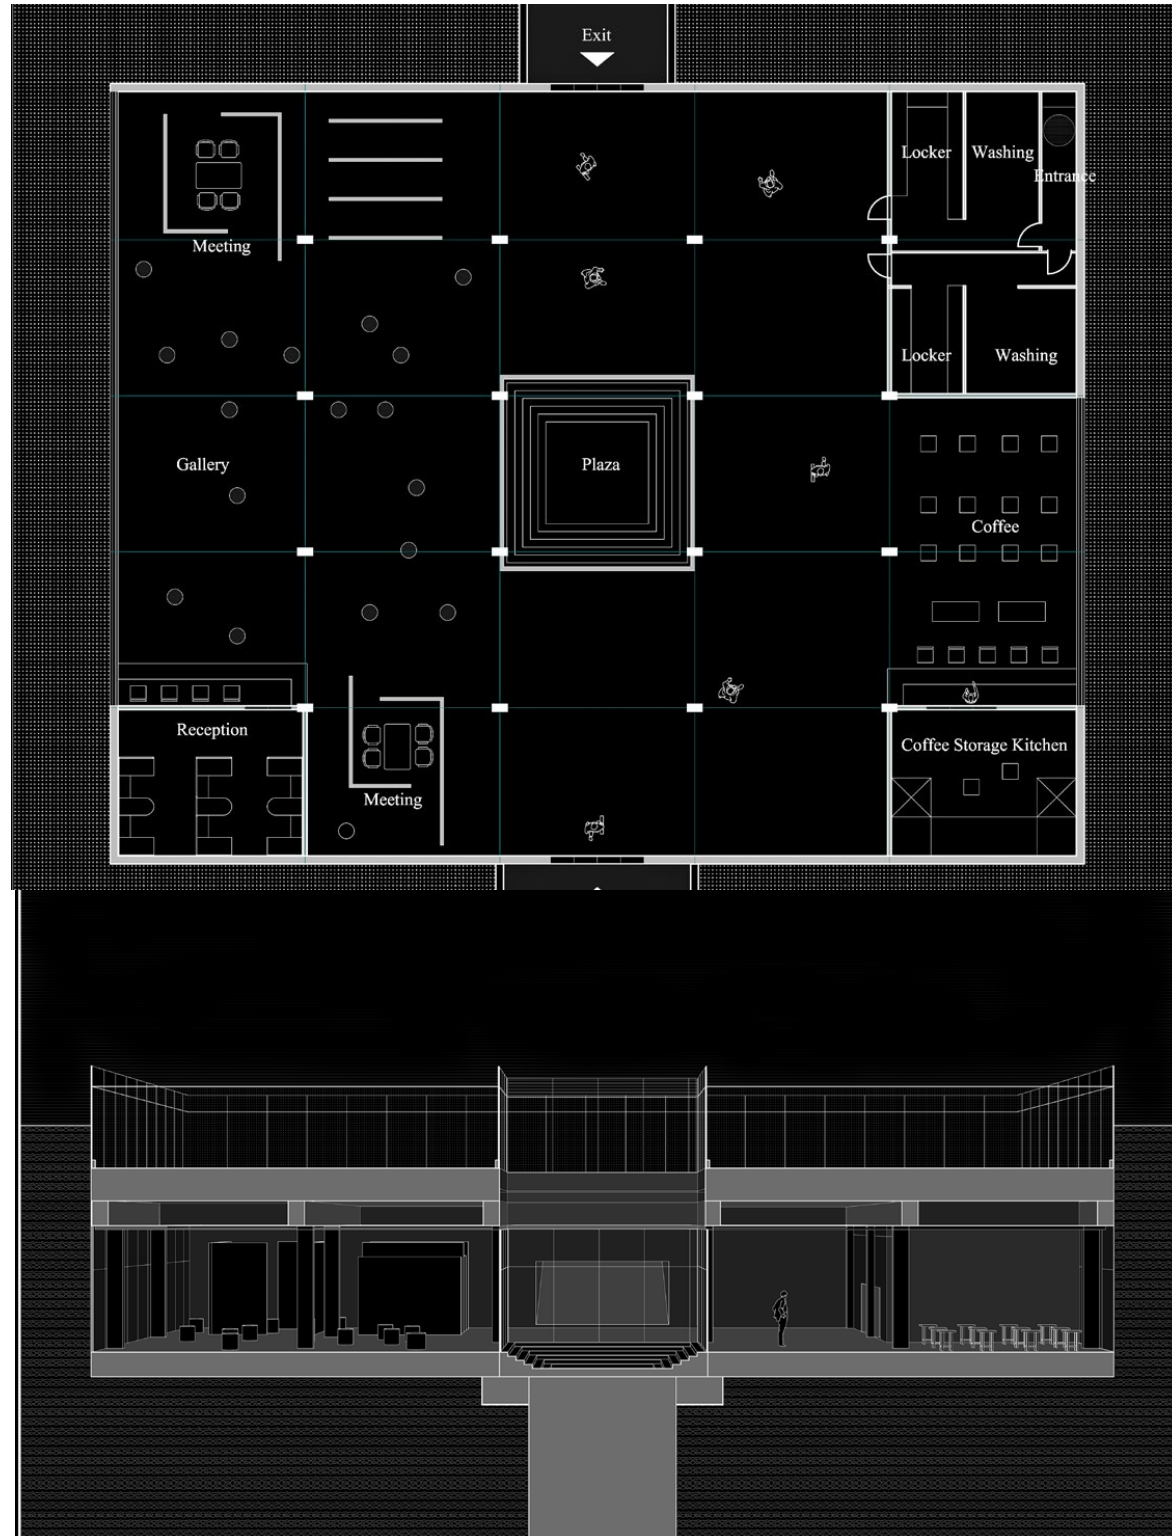 Exit
Locker
Washing
Entrance
Meeting
Locker
Washing
Gallery
Plaza
Coffee
Reception
Coffee Storage Kitchen
Meeting